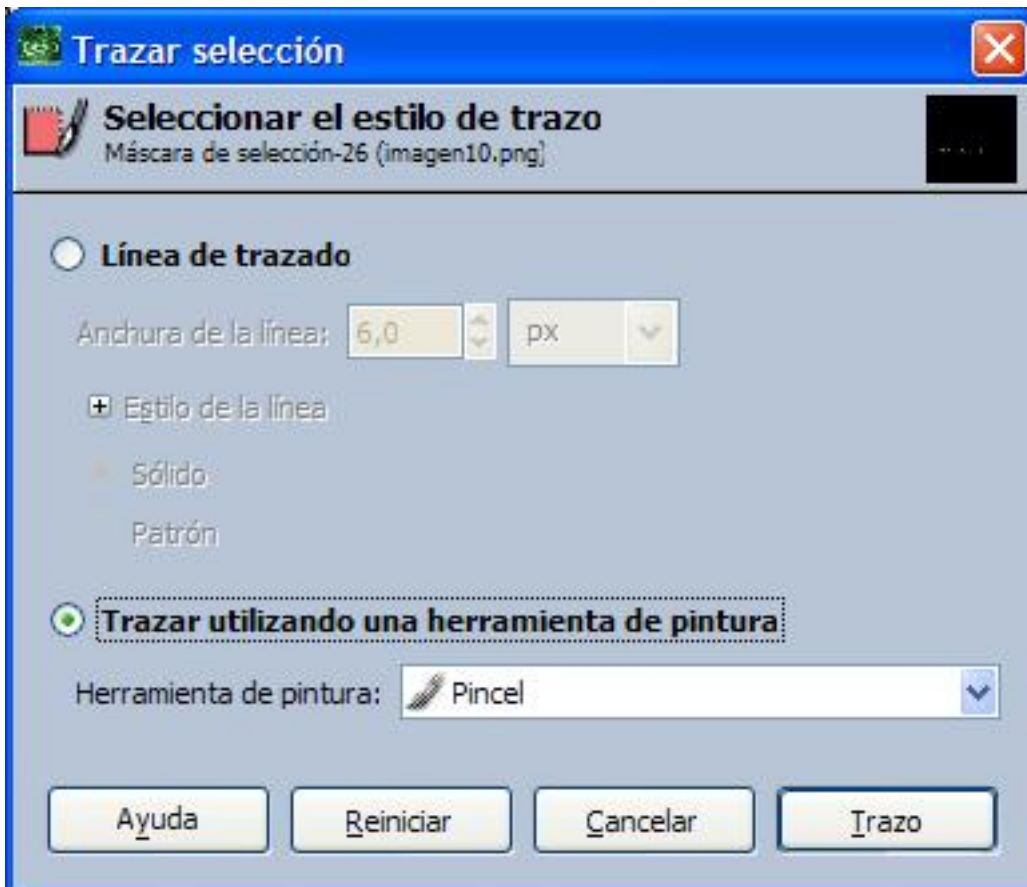 Trazar selección
Seleccionar el estilo de trazo
Máscara de selección-26 (imagen10.png)
Línea de trazado
Anchura de la línea: 6,0 px
Estilo de la línea
Sólido
Patrón
Trazar utilizando una herramienta de pintura
Herramienta de pintura: Pincel
Ayuda Reiniciar Cancelar Trazo